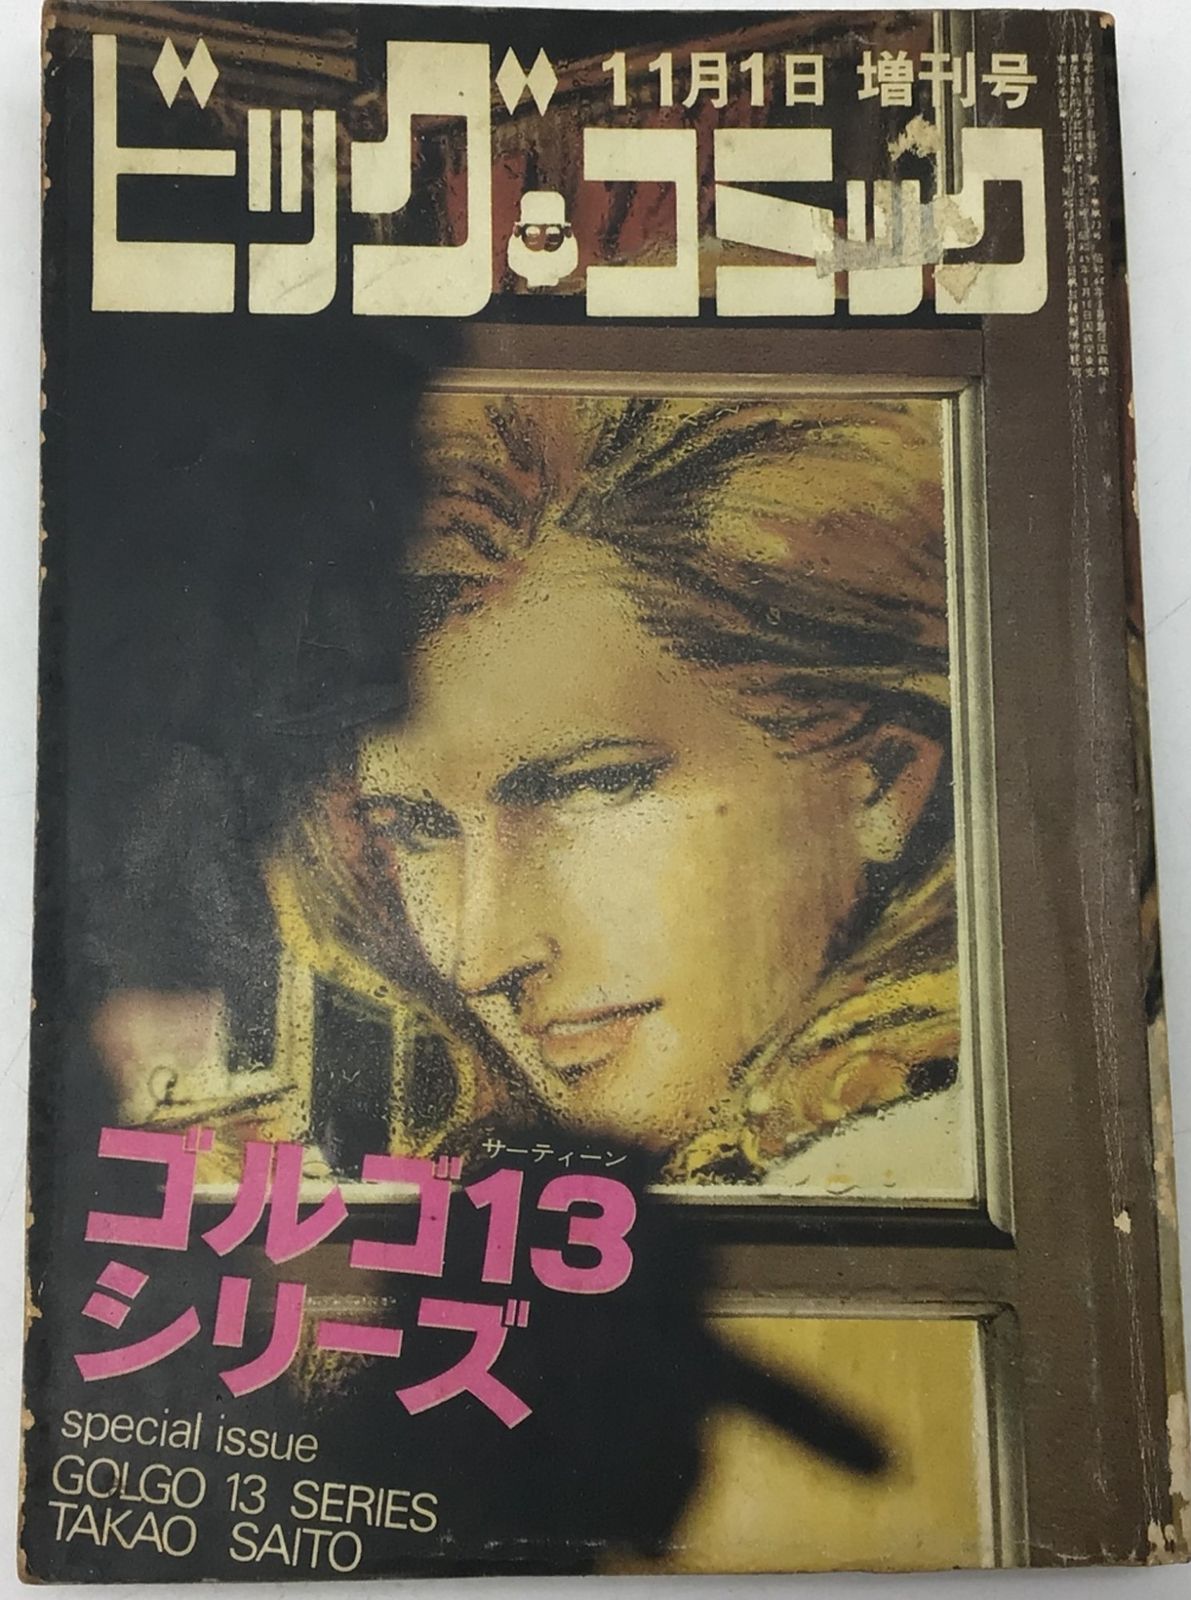 11月1日 増刊号
ビッグ・コミック
サーティーン
ゴルゴ13
シリーズ
special issue
GOLGO 13 SERIES
TAKAO SAITO